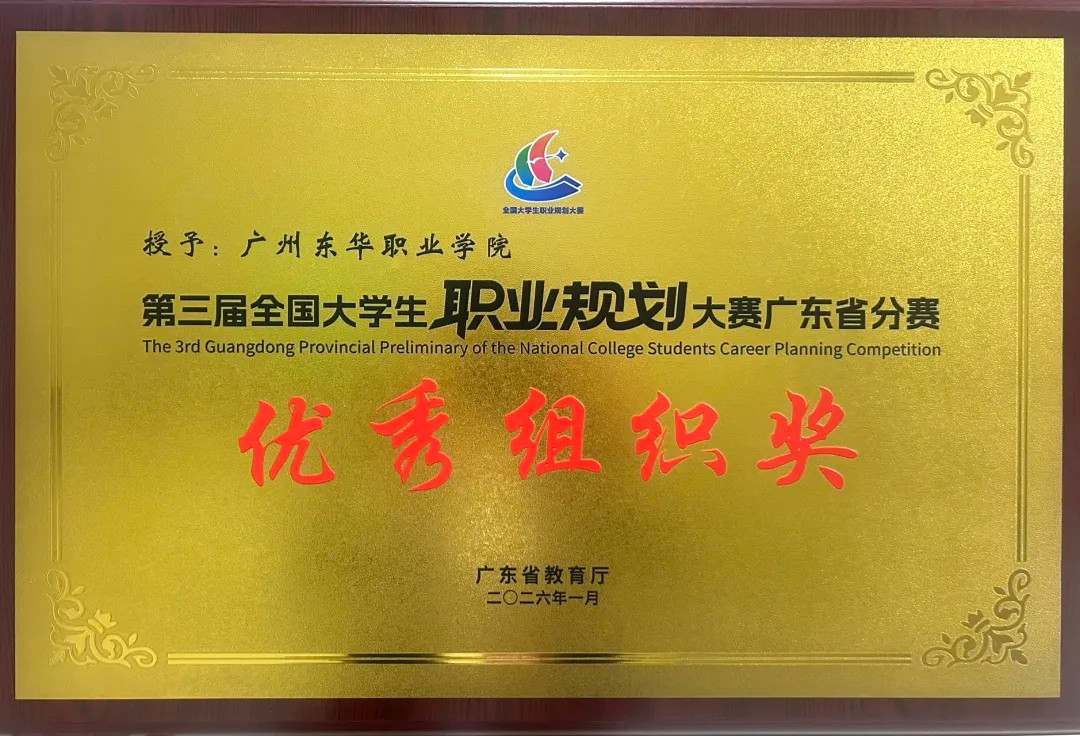 全国大学生职业规划大赛
授予：广州东华职业学院
第三届全国大学生职业规划大赛广东省分赛
The 3rd Guangdong Provincial Preliminary of the National College Students Career Planning Competition
优秀组织奖
广东省教育厅
二〇二六年一月